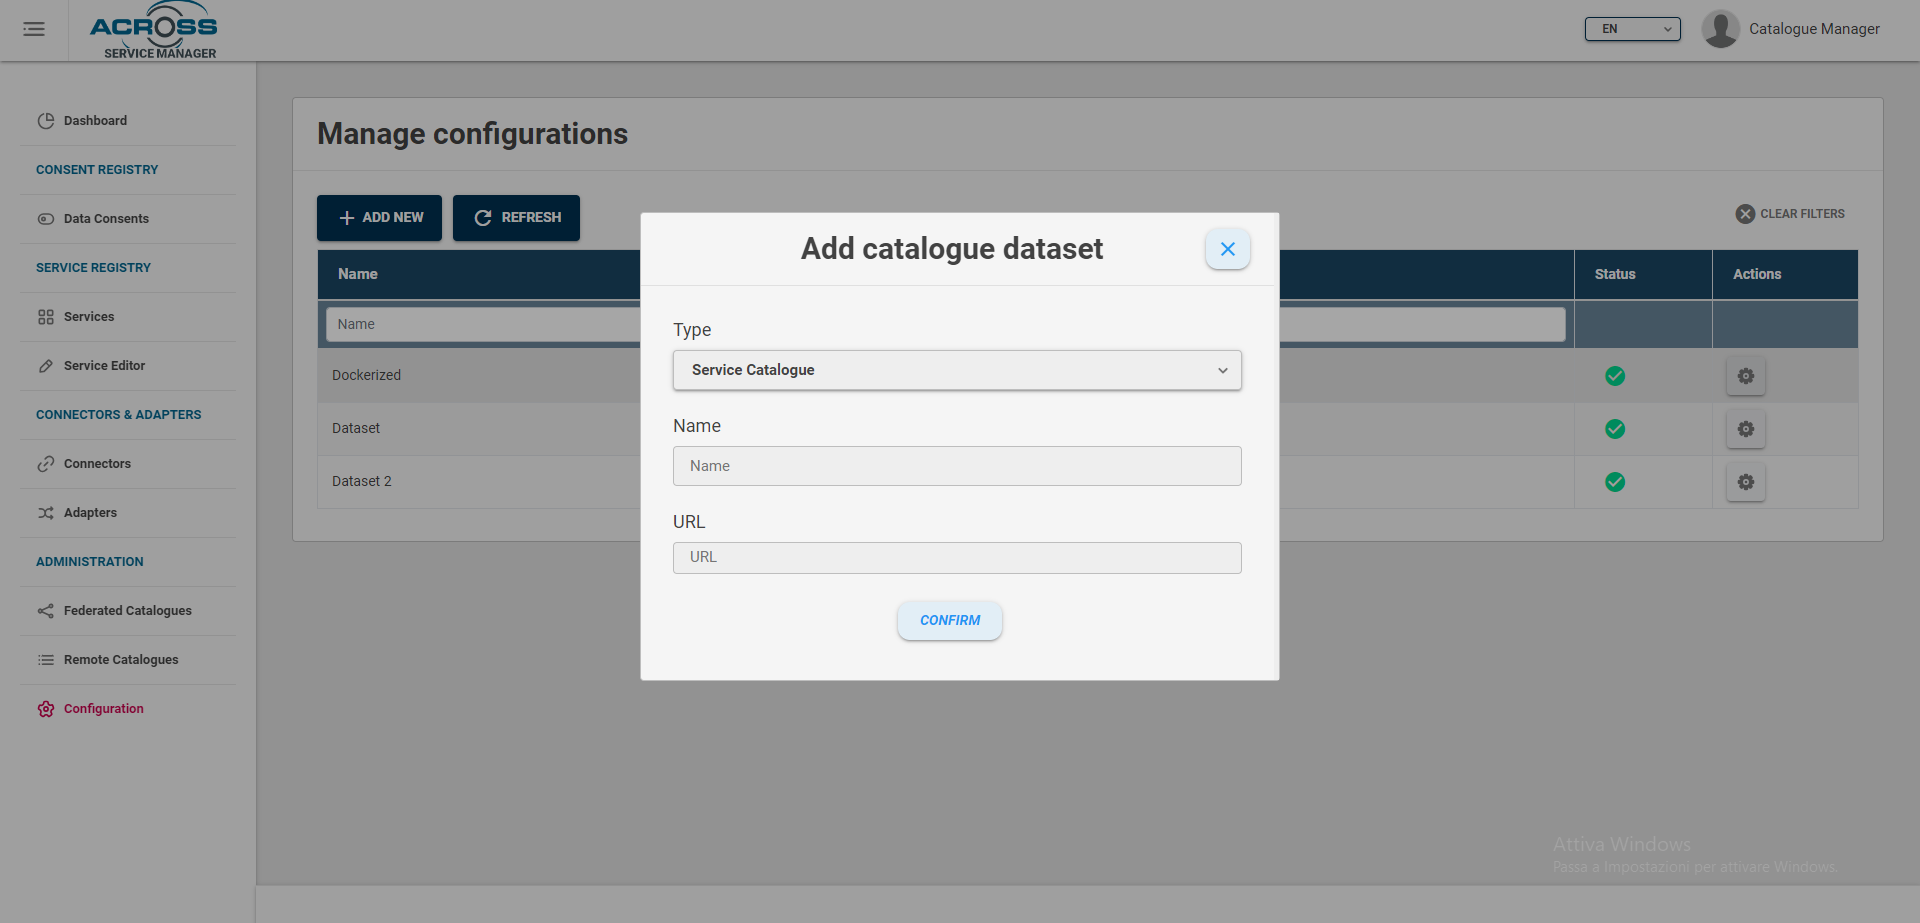 ACROSS
SERVICE MANAGER
EN
Catalogue Manager
Dashboard
CONSENT REGISTRY
Data Consents
SERVICE REGISTRY
Services
Service Editor
CONNECTORS & ADAPTERS
Connectors
Adapters
ADMINISTRATION
Federated Catalogues
Remote Catalogues
Configuration
Manage configurations
ADD NEW
REFRESH
CLEAR FILTERS
Name
Status
Actions
Name
Dockerized
Dataset
Dataset 2
Add catalogue dataset
Type
Service Catalogue
Name
Name
URL
URL
CONFIRM
Attiva Windows
Passa a Impostazioni per attivare Windows.